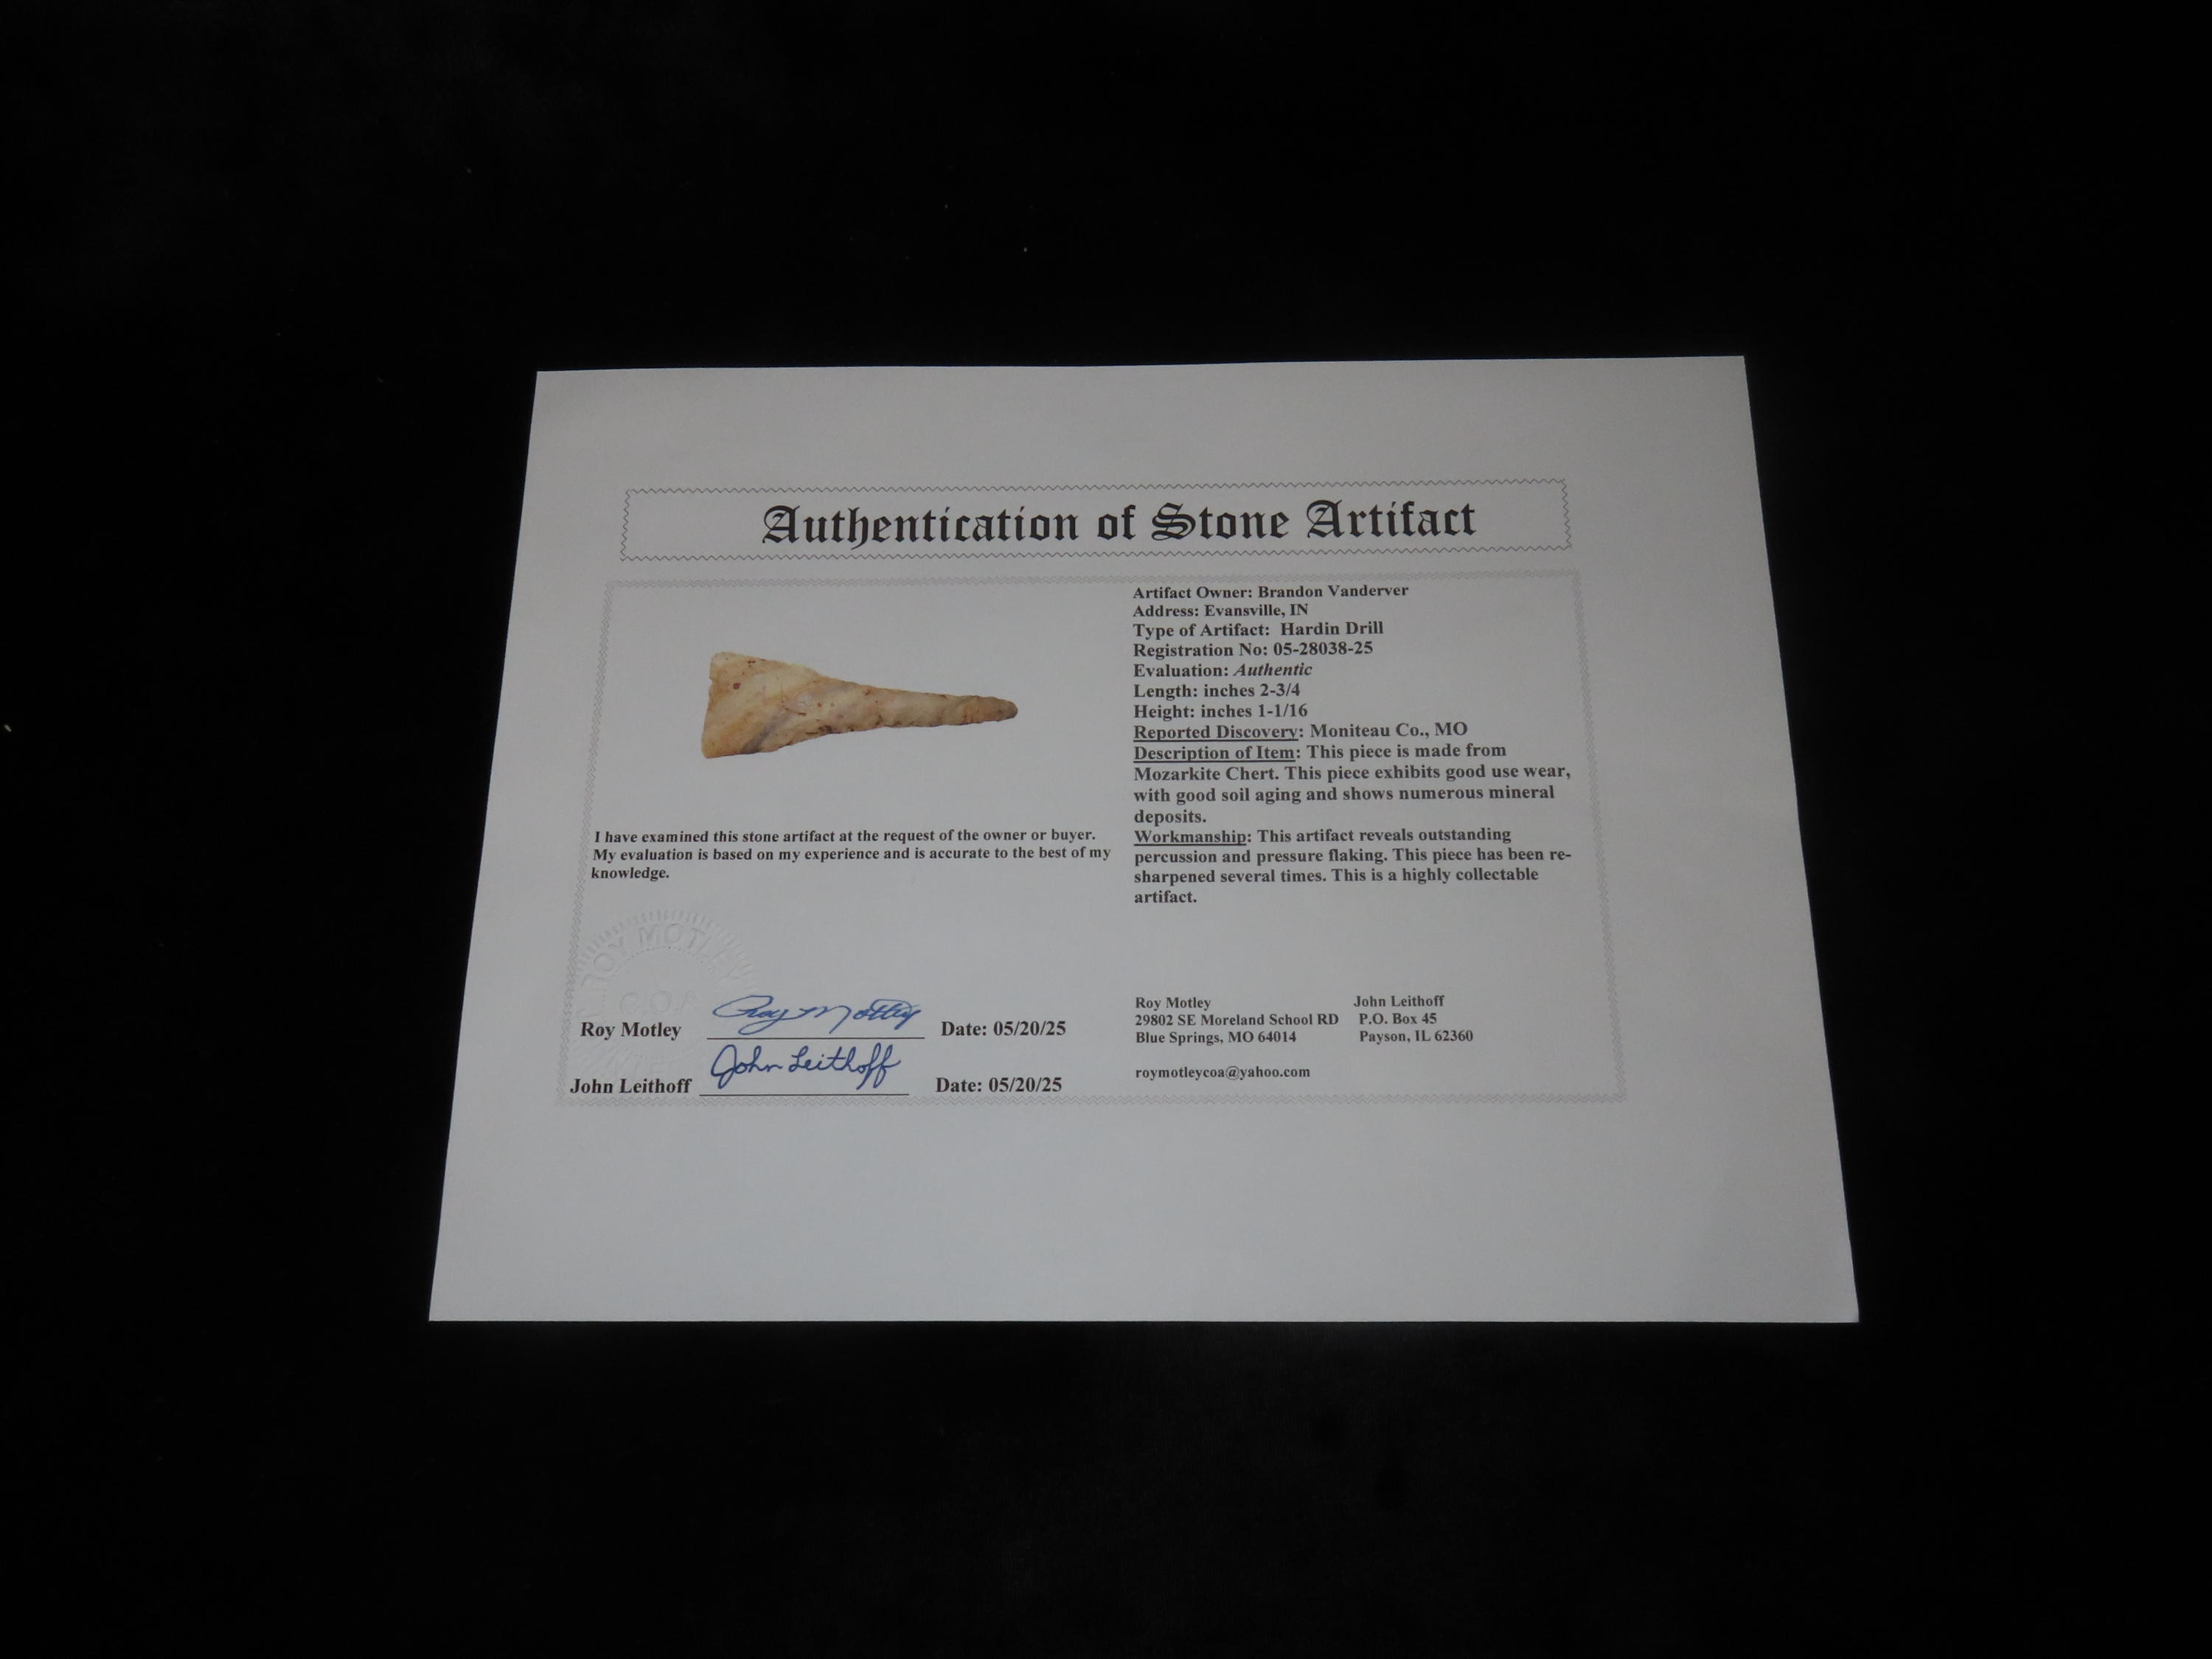 Authentication of Stone Artifact
Artifact Owner: Brandon Vanderver
Address: Evansville, IN
Type of Artifact: Hardin Drill
Registration No: 05-28038-25
Evaluation: Authentic
Length: inches 2-3/4
Height: inches 1-1/16
Reported Discovery: Moniteau Co., MO
Description of Item: This piece is made from
Mozarkite Chert. This piece exhibits good use wear,
with good soil aging and shows numerous mineral
deposits.
Workmanship: This artifact reveals outstanding
percussion and pressure flaking. This piece has been re-
sharpened several times. This is a highly collectable
artifact.
I have examined this stone artifact at the request of the owner or buyer.
My evaluation is based on my experience and is accurate to the best of my
knowledge.
ROY MOTLEY
C.O.A
Roy Motley Roy Motley Date: 05/20/25
John Leithoff John Leithoff Date: 05/20/25
Roy Motley John Leithoff
29802 SE Moreland School RD P.O. Box 45
Blue Springs, MO 64014 Payson, IL 62360
roymotleycoa@yahoo.com